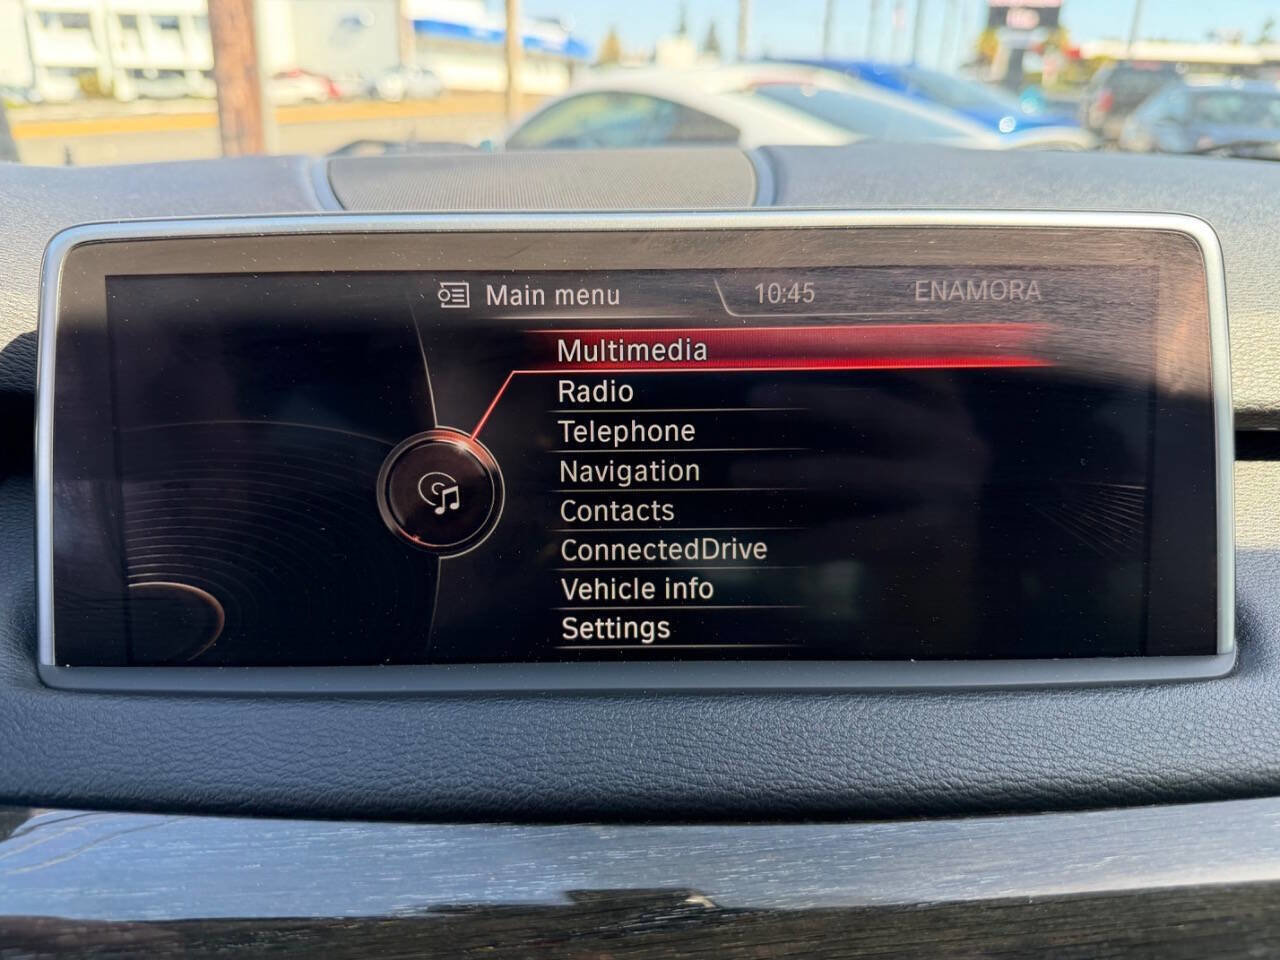 Main menu 10:45 ENAMORA
Multimedia
Radio
Telephone
Navigation
Contacts
ConnectedDrive
Vehicle info
Settings